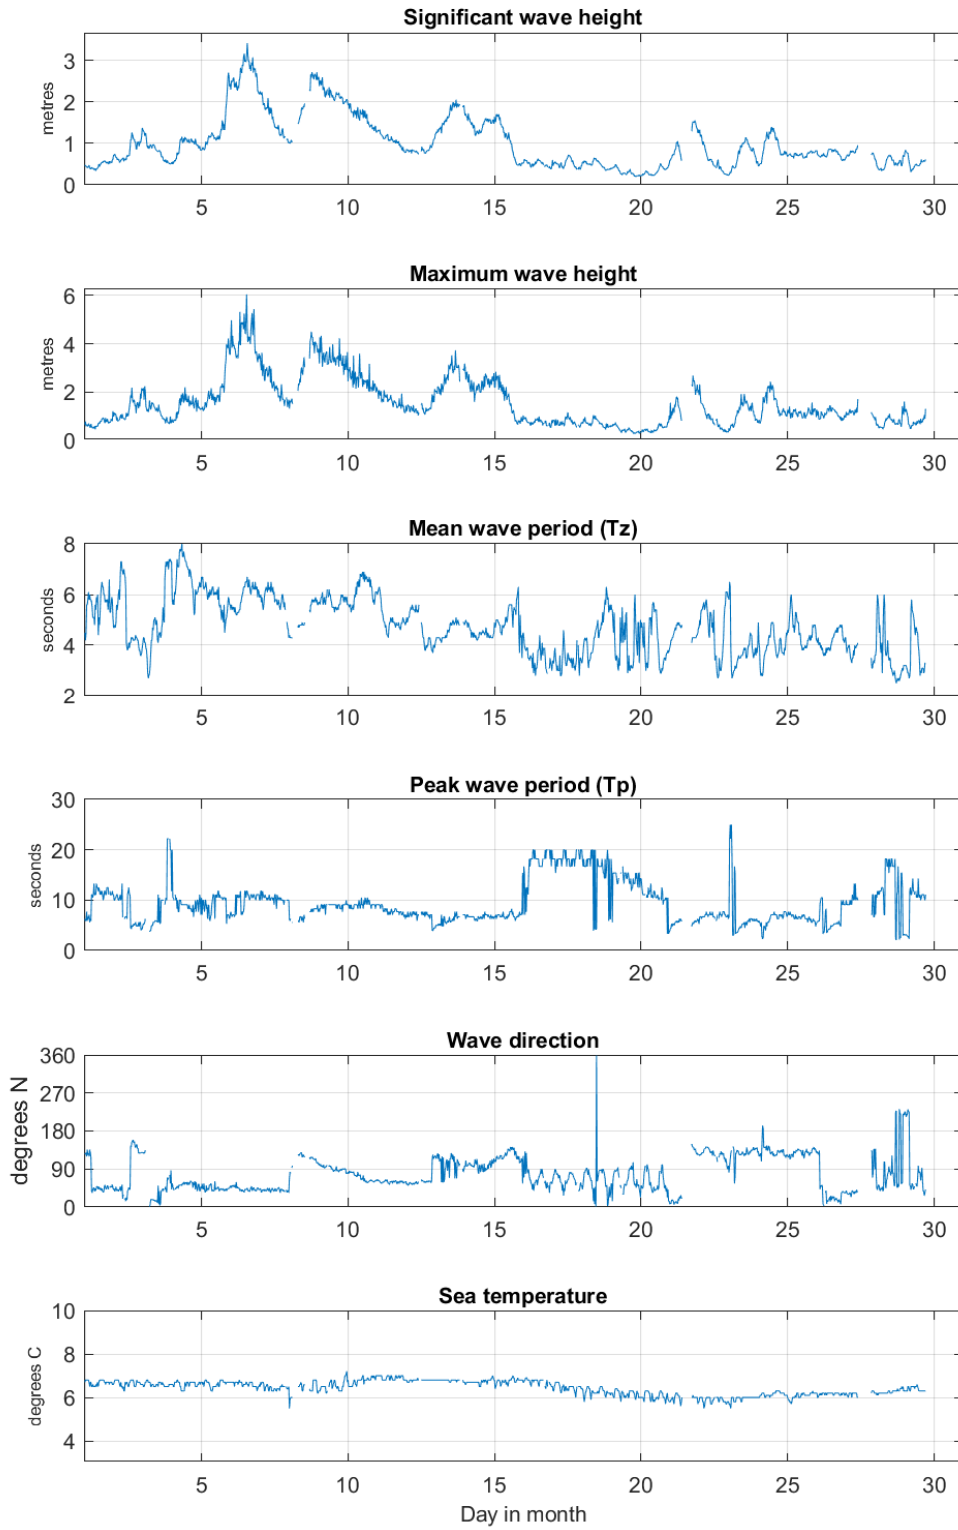 Significant wave height
metres
3
2
1
0
5 10 15 20 25 30
Maximum wave height
metres
6
4
2
0
5 10 15 20 25 30
Mean wave period (Tz)
seconds
8
6
4
2
5 10 15 20 25 30
Peak wave period (Tp)
seconds
30
20
10
0
5 10 15 20 25 30
Wave direction
degrees N
360
270
180
90
0
5 10 15 20 25 30
Sea temperature
degrees C
10
8
6
4
5 10 15 20 25 30
Day in month